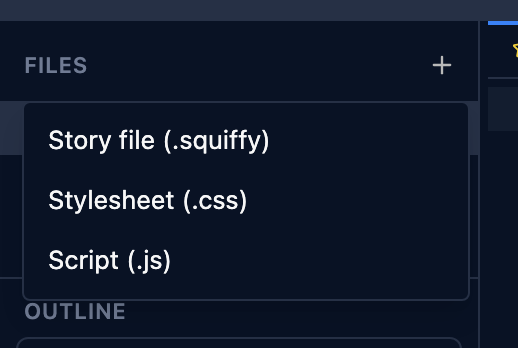 FILES
Story file (.squiffy)
Stylesheet (.css)
Script (.js)
OUTLINE